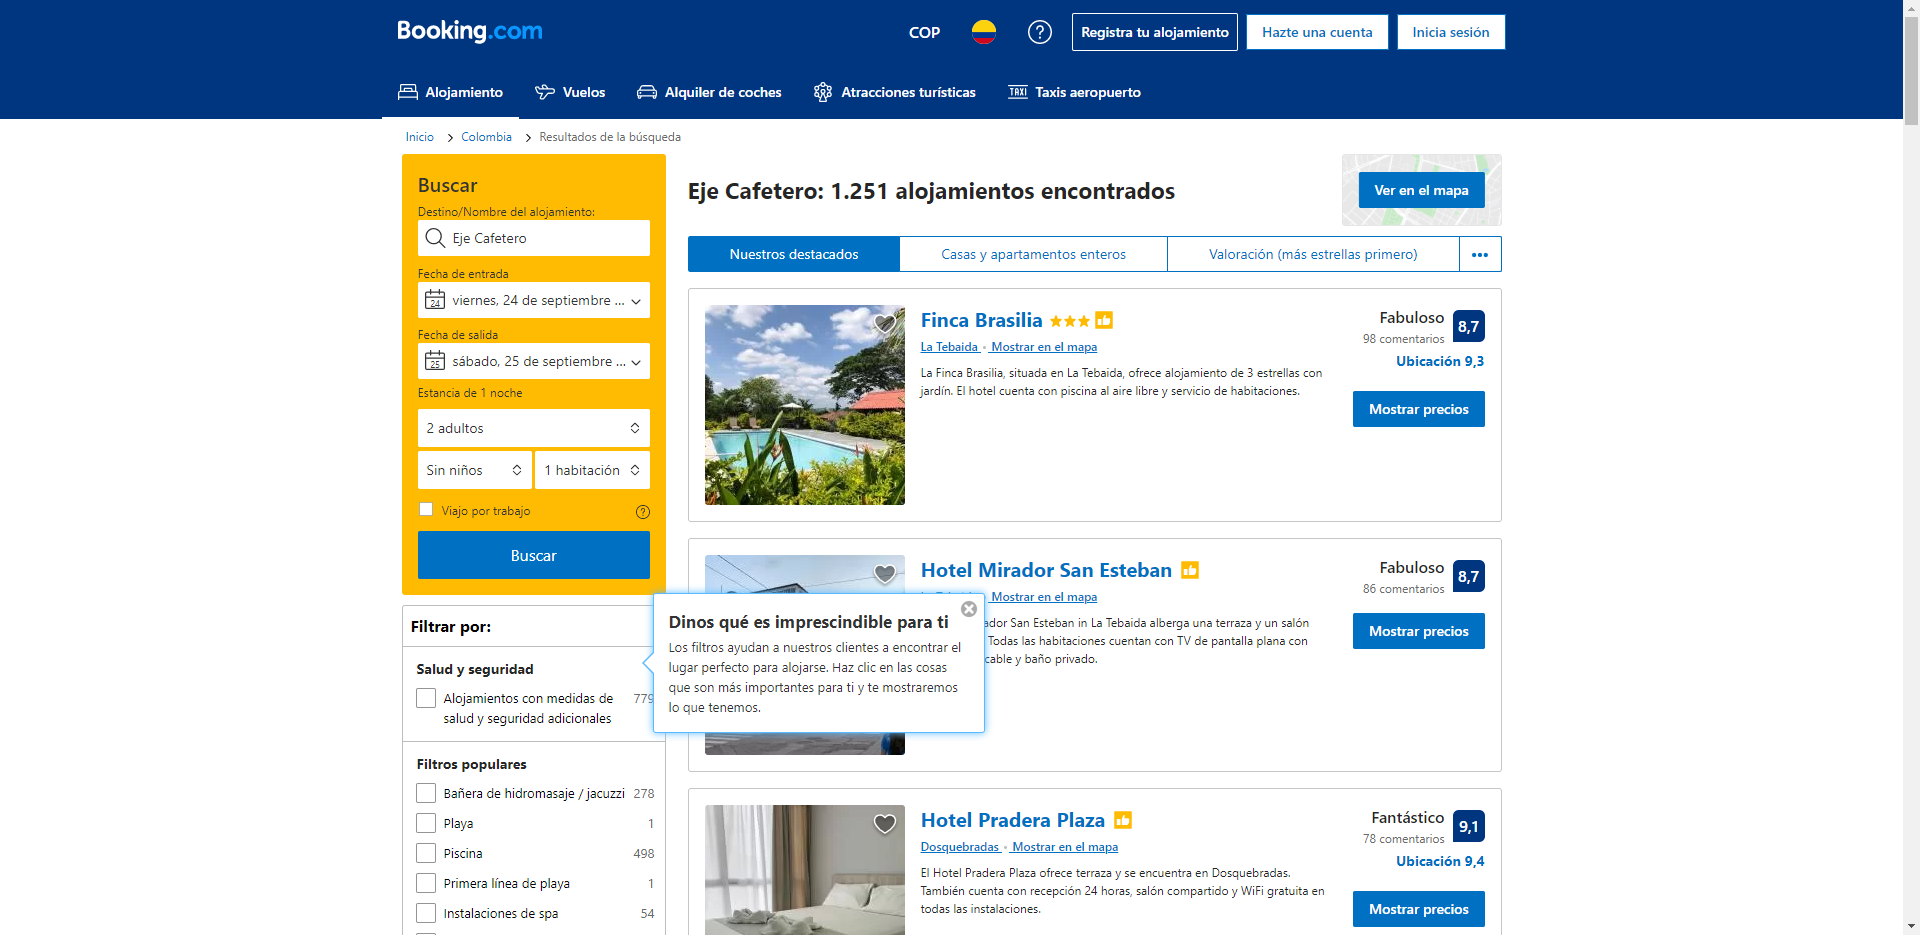 Booking.com
COP
Registra tu alojamiento
Hazte una cuenta
Inicia sesión
Alojamiento
Vuelos
Alquiler de coches
Atracciones turísticas
TAXI
Taxis aeropuerto
Inicio
Colombia
Resultados de la búsqueda
Buscar
Destino/Nombre del alojamiento:
Eje Cafetero
Fecha de entrada
24
viernes, 24 de septiembre ...
Fecha de salida
25
sábado, 25 de septiembre ...
Estancia de 1 noche
2 adultos
Sin niños
1 habitación
Viajo por trabajo
Buscar
Filtrar por:
Salud y seguridad
Alojamientos con medidas de
salud y seguridad adicionales
779
Filtros populares
Bañera de hidromasaje / jacuzzi 278
Playa 1
Piscina 498
Primera línea de playa 1
Instalaciones de spa 54
Eje Cafetero: 1.251 alojamientos encontrados
Ver en el mapa
Nuestros destacados
Casas y apartamentos enteros
Valoración (más estrellas primero)
Finca Brasilia
La Tebaida • Mostrar en el mapa
La Finca Brasilia, situada en La Tebaida, ofrece alojamiento de 3 estrellas con
jardín. El hotel cuenta con piscina al aire libre y servicio de habitaciones.
Fabuloso
98 comentarios
8,7
Ubicación 9,3
Mostrar precios
Hotel Mirador San Esteban
Mostrar en el mapa
ador San Esteban in La Tebaida alberga una terraza y un salón
Todas las habitaciones cuentan con TV de pantalla plana con
cable y baño privado.
Fabuloso
86 comentarios
8,7
Mostrar precios
Dinos qué es imprescindible para ti
Los filtros ayudan a nuestros clientes a encontrar el
lugar perfecto para alojarse. Haz clic en las cosas
que son más importantes para ti y te mostraremos
lo que tenemos.
Hotel Pradera Plaza
Dosquebradas • Mostrar en el mapa
El Hotel Pradera Plaza ofrece terraza y se encuentra en Dosquebradas.
También cuenta con recepción 24 horas, salón compartido y WiFi gratuita en
todas las instalaciones.
Fantástico
78 comentarios
9,1
Ubicación 9,4
Mostrar precios